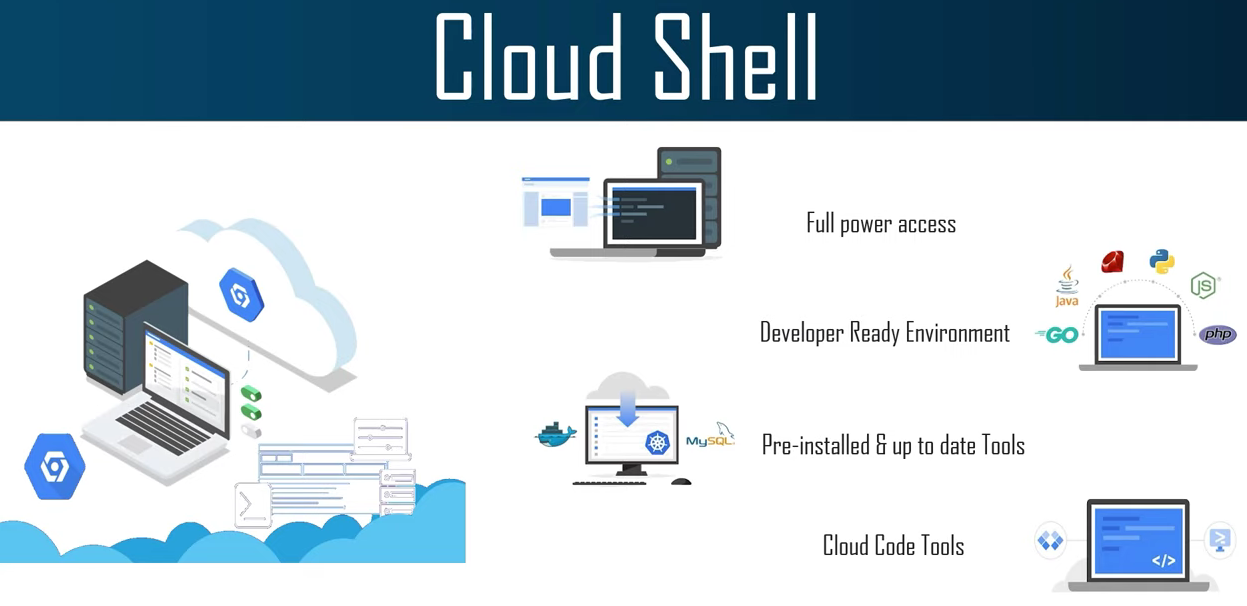 Cloud Shell
Full power access
Java
JS
GO
php
Developer Ready Environment
MySQL
Pre-installed & up to date Tools
Cloud Code Tools
</>